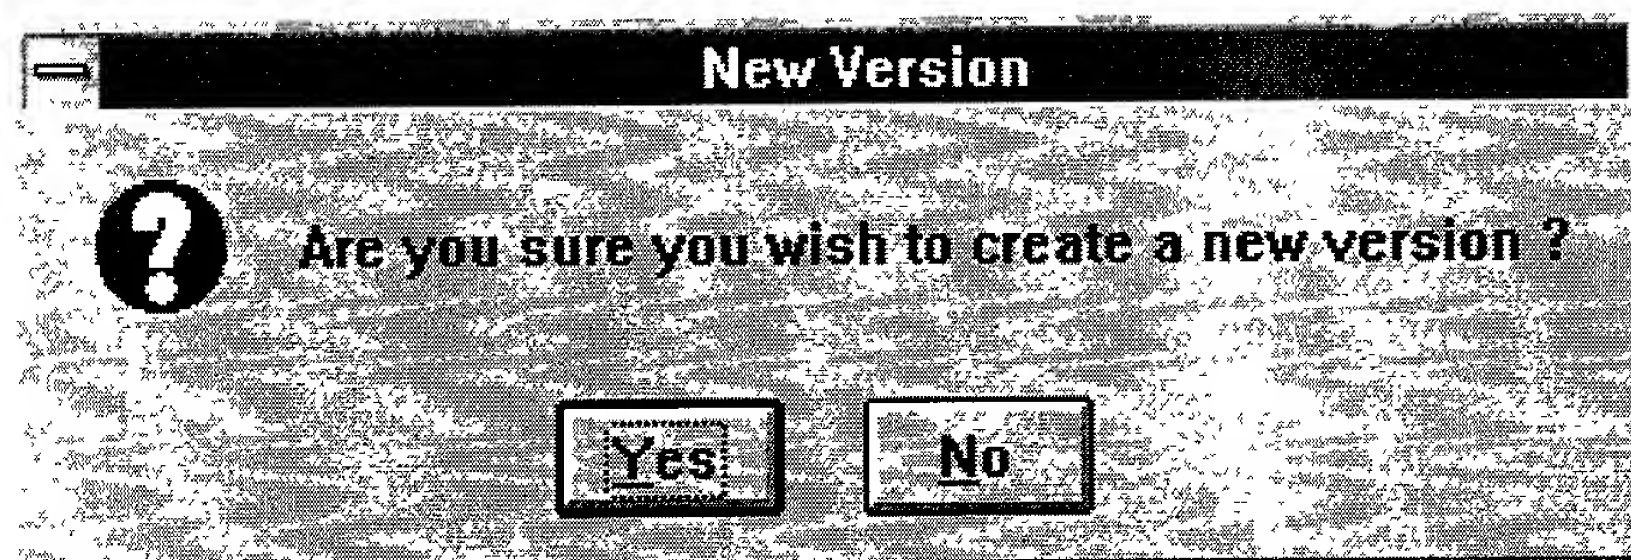 New Version
Are you sure you wish to create a new version ?
Yes
No